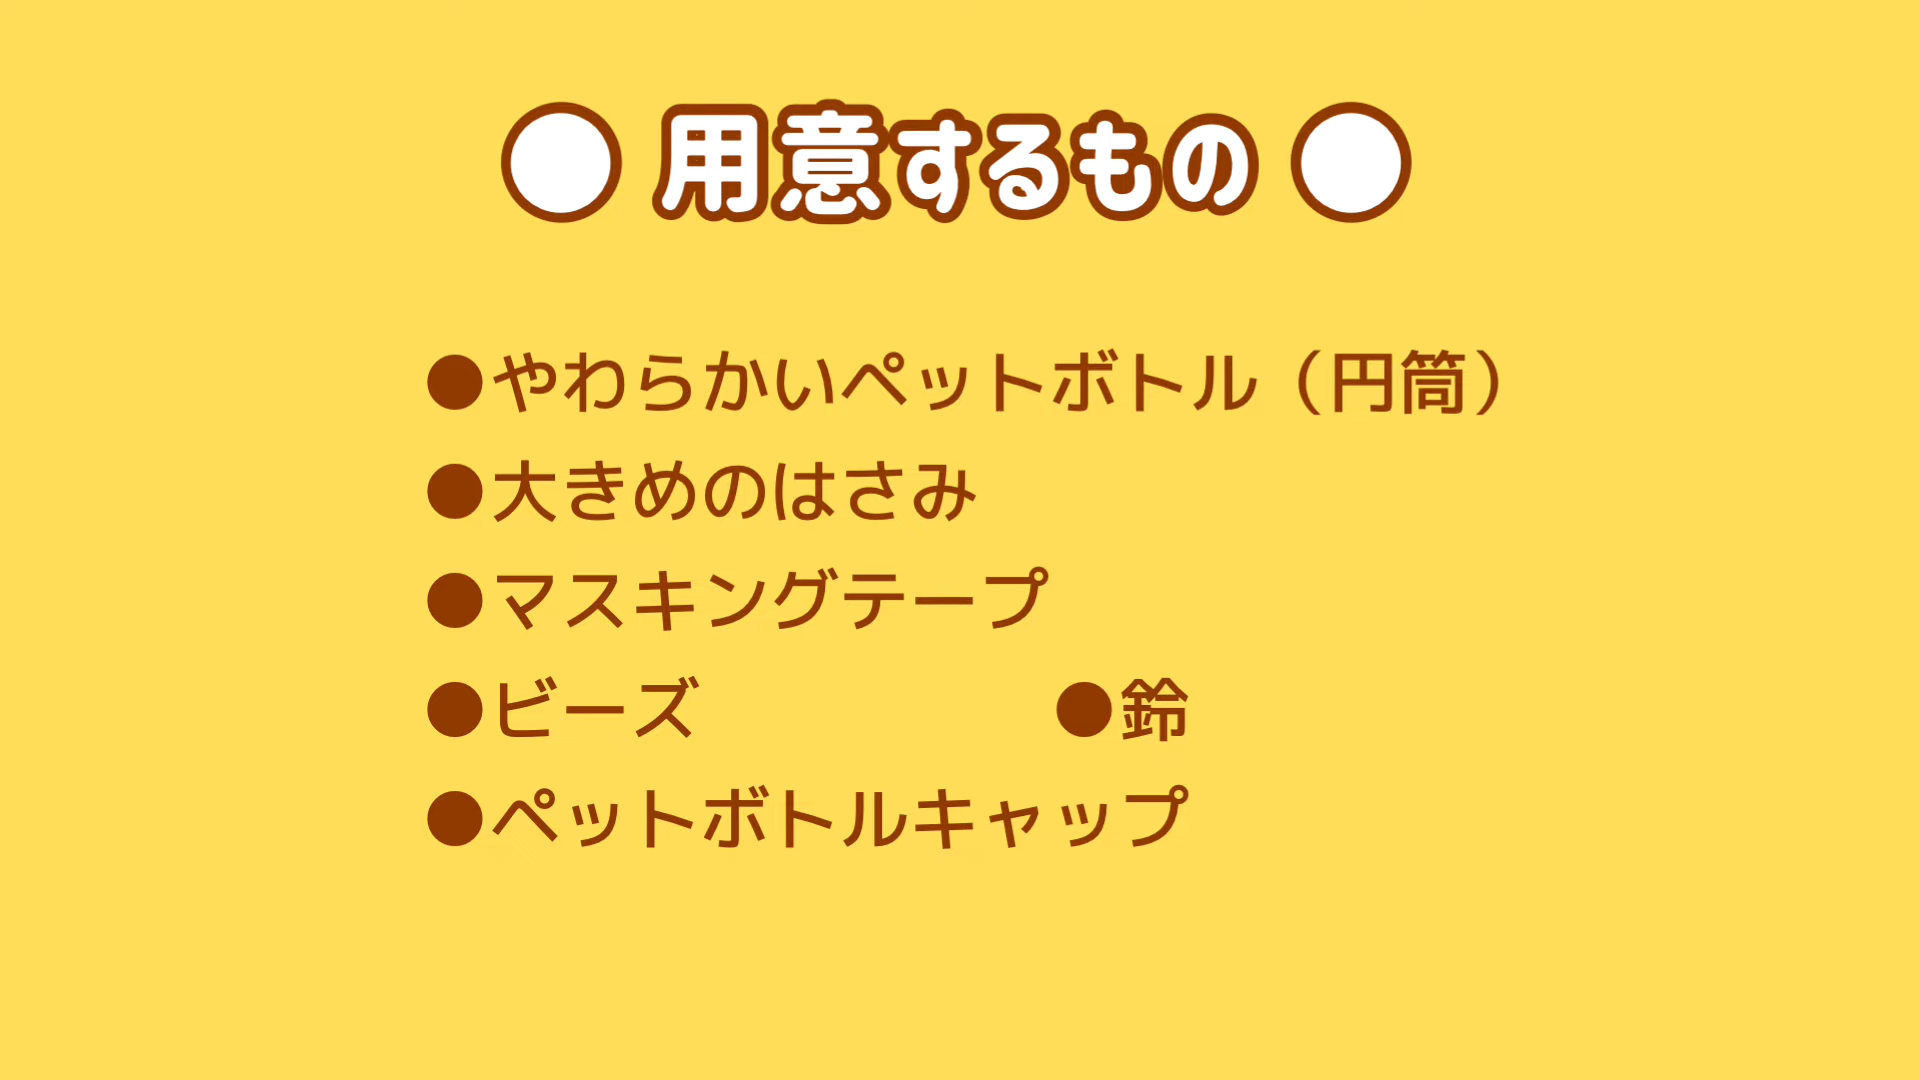 ● 用意するもの ●
●やわらかいペットボトル（円筒）
●大きめのはさみ
●マスキングテープ
●ビーズ ●鈴
●ペットボトルキャップ